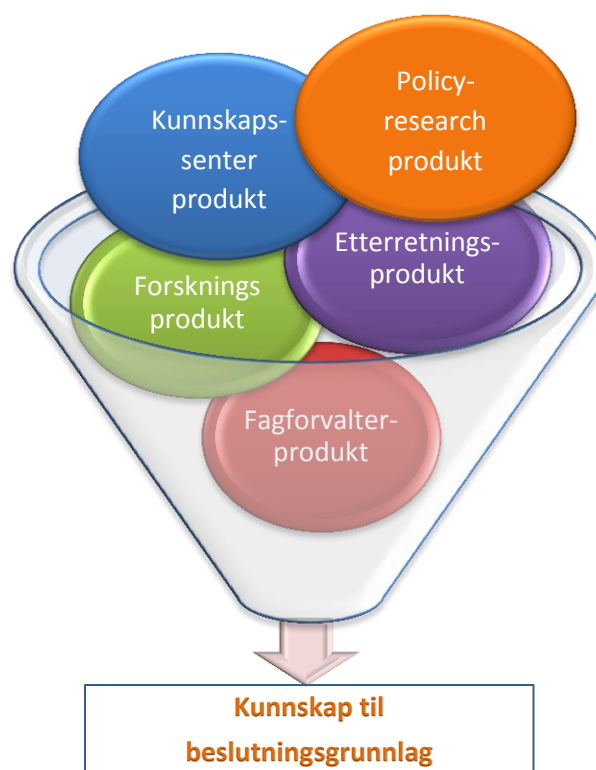 Kunnskaps-
senter
produkt
Policy-
research
produkt
Forsknings
produkt
Etterretnings-
produkt
Fagforvalter-
produkt
Kunnskap til
beslutningsgrunnlag